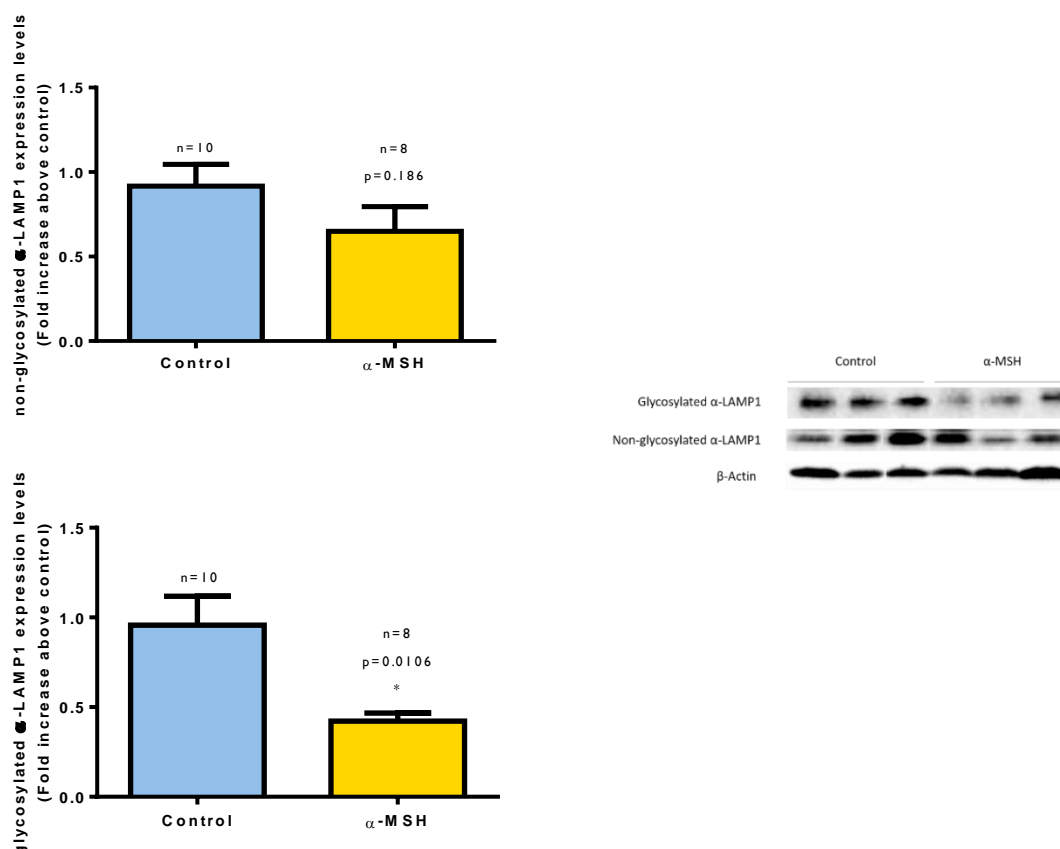 non-glycosylated α-LAMP1 expression levels
(Fold increase above control)
1.5
1.0
0.5
0.0
n=10
n=8
p=0.186
Control
α-MSH
Control
α-MSH
Glycosylated α-LAMP1
Non-glycosylated α-LAMP1
β-Actin
glycosylated α-LAMP1 expression levels
(Fold increase above control)
1.5
1.0
0.5
0.0
n=10
n=8
p=0.0106
*
Control
α-MSH